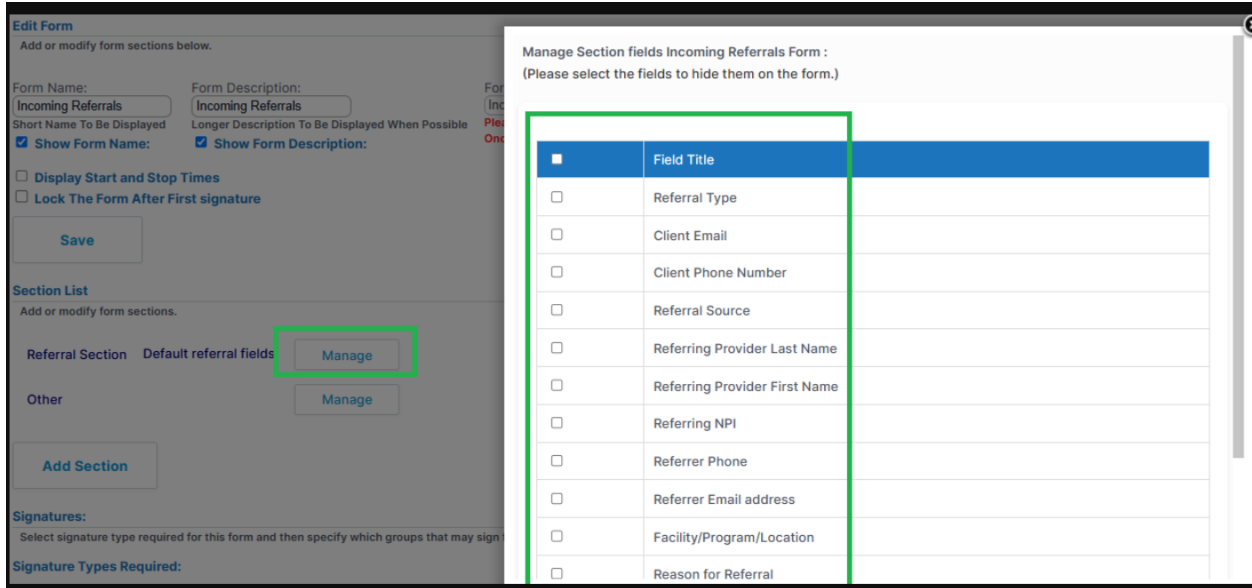 Edit Form
Add or modify form sections below.
Form Name:
Form Description:
For
Incoming Referrals
Incoming Referrals
Inc
Short Name To Be Displayed
Longer Description To Be Displayed When Possible
Plea
Show Form Name:
Show Form Description:
Onc
Display Start and Stop Times
Lock The Form After First signature
Save
Section List
Add or modify form sections.
Referral Section Default referral fields Manage
Other Manage
Add Section
Signatures:
Select signature type required for this form and then specify which groups that may sign
Signature Types Required:
Manage Section fields Incoming Referrals Form :
(Please select the fields to hide them on the form.)
Field Title
Referral Type
Client Email
Client Phone Number
Referral Source
Referring Provider Last Name
Referring Provider First Name
Referring NPI
Referrer Phone
Referrer Email address
Facility/Program/Location
Reason for Referral